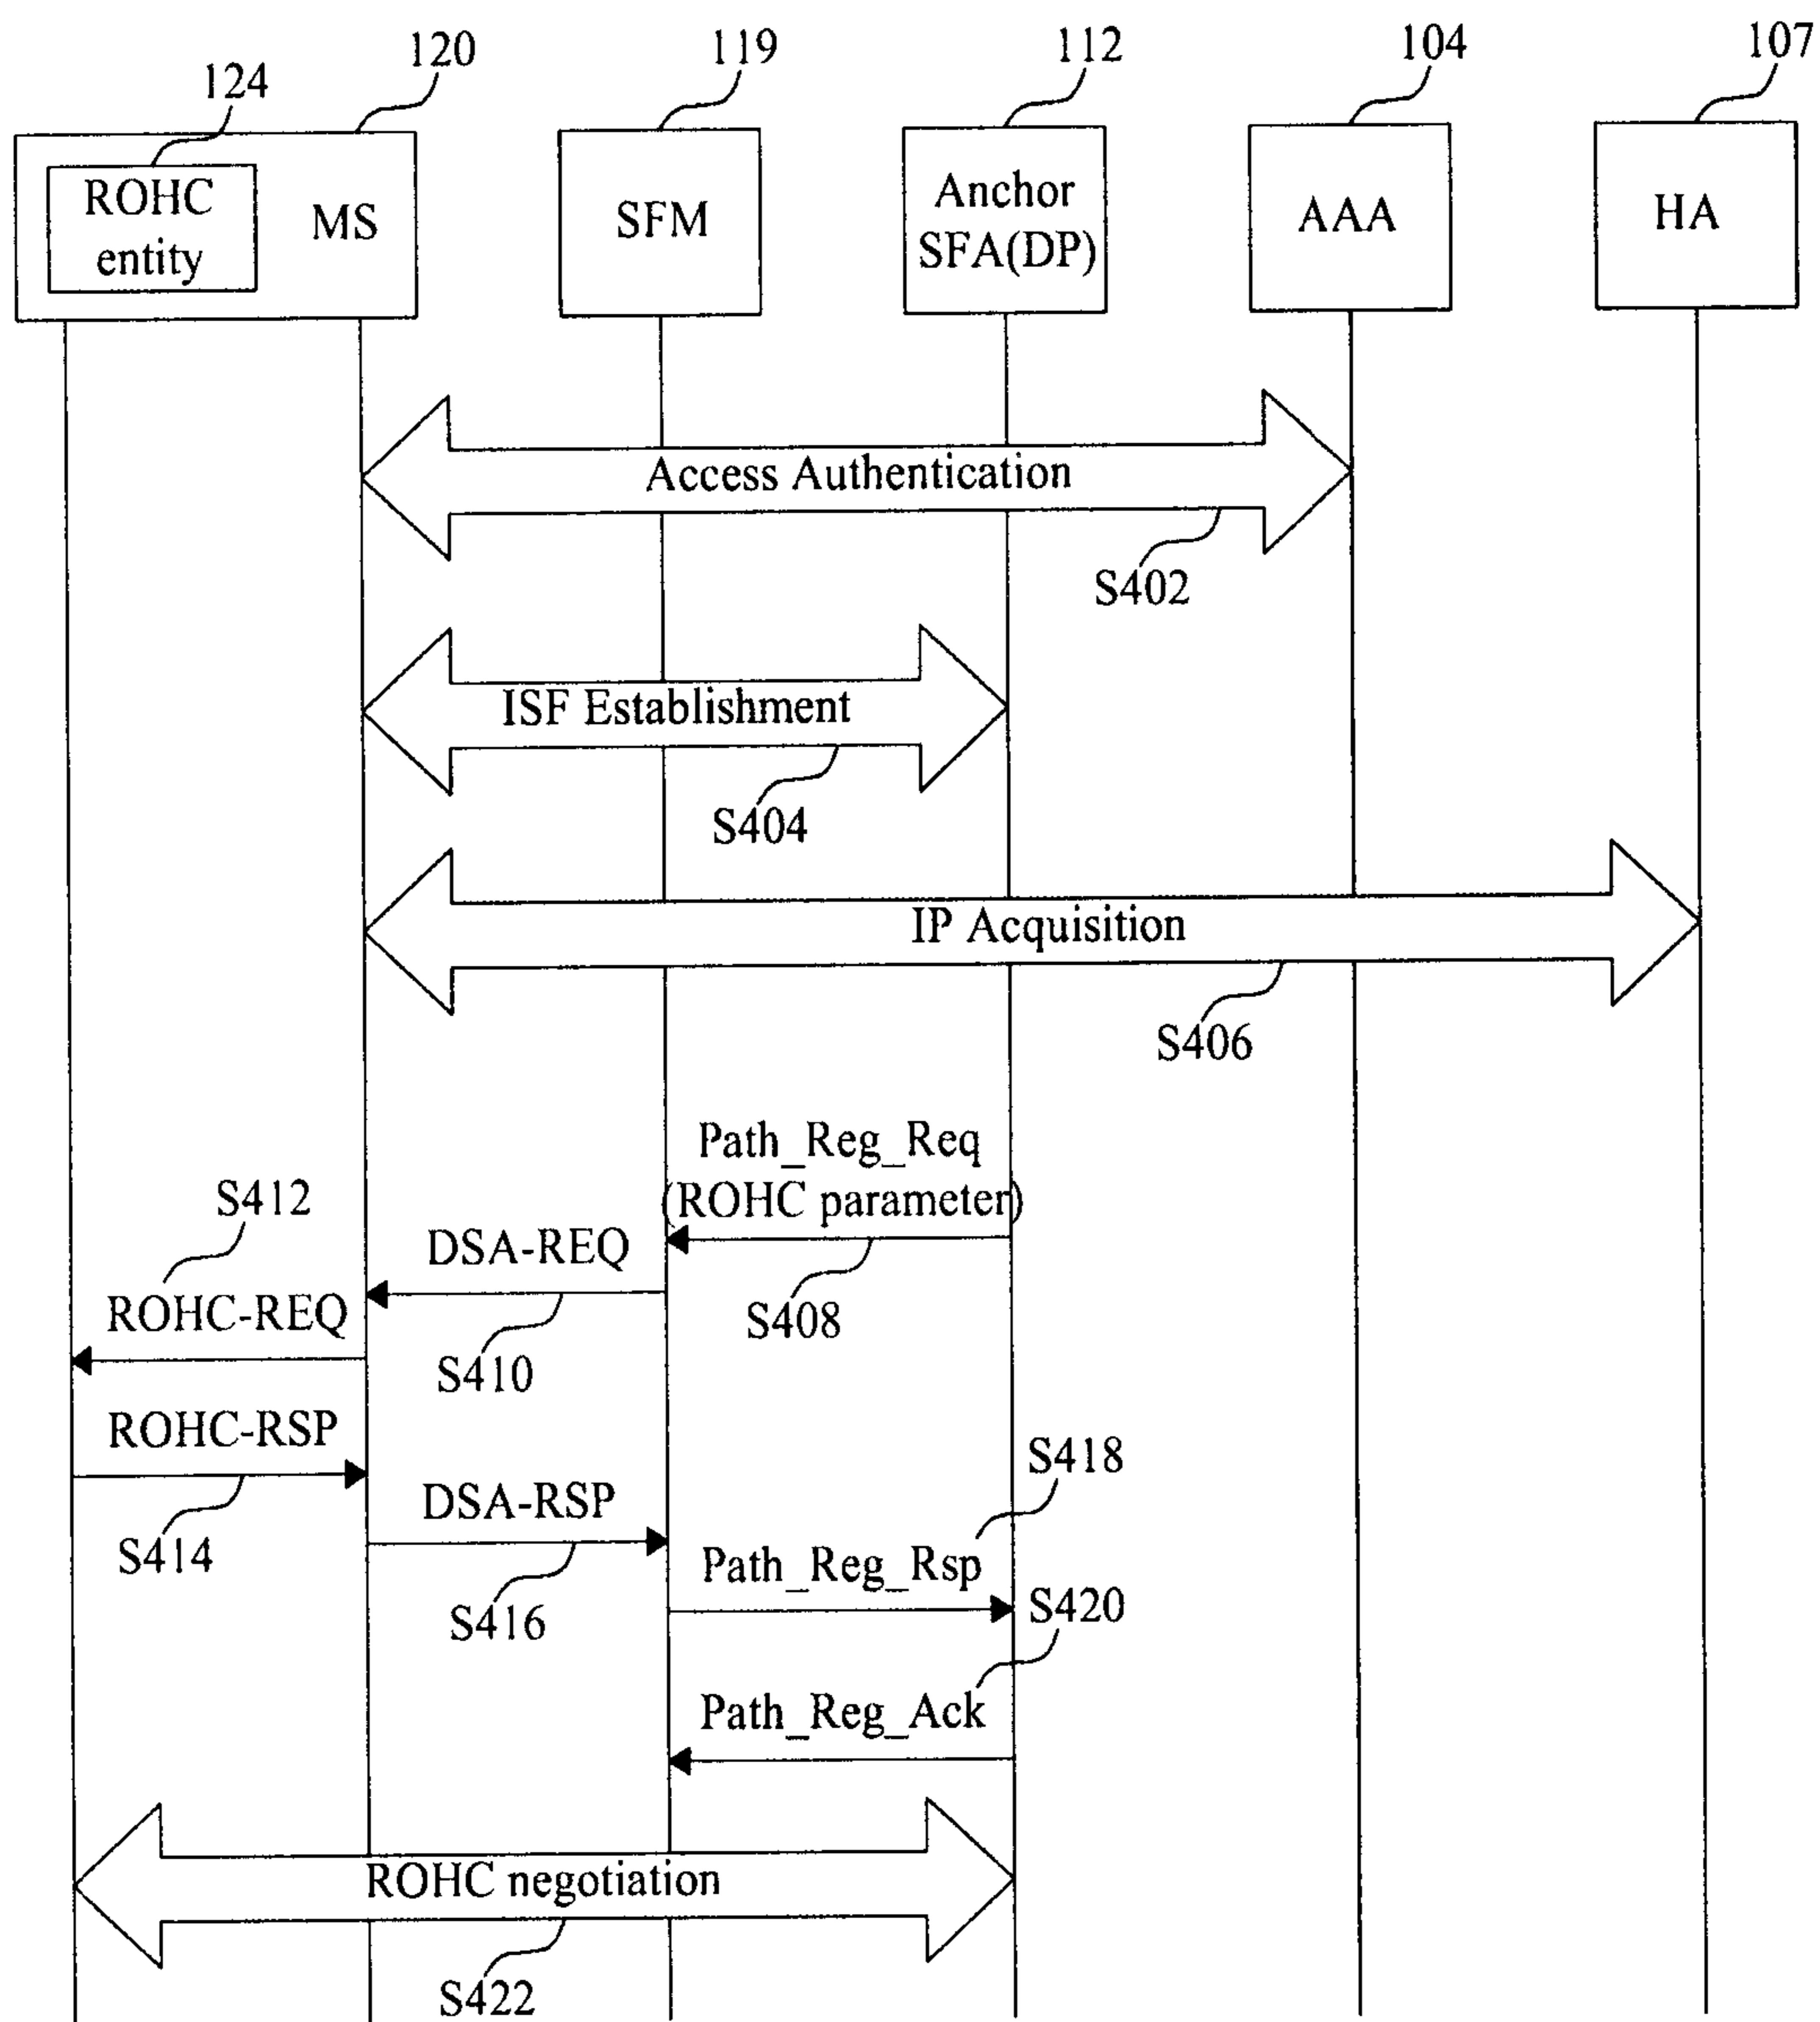 120
119
112
104
107
124
ROHC
entity
MS
SFM
Anchor
SFA(DP)
AAA
HA
Access Authentication
S402
ISF Establishment
S404
IP Acquisition
S406
Path_Reg_Req
(ROHC parameter)
S408
DSA-REQ
S410
S412
ROHC-REQ
ROHC-RSP
S414
DSA-RSP
S416
S418
Path_Reg_Rsp
S420
Path_Reg_Ack
ROHC negotiation
S422